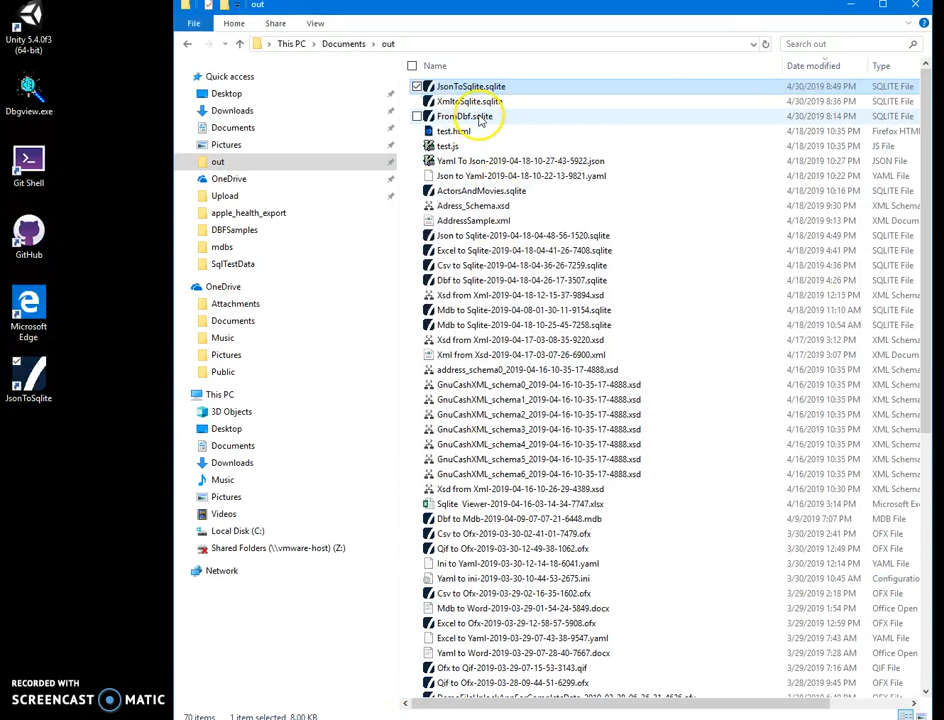 out
File Home Share View
This PC Documents out Search out
Name Date modified Type
Unity 5.4.0f3
(64-bit)
Dbgview.exe
Git Shell
GitHub
Microsoft
Edge
JsonToSqlite
Quick access
Desktop
Downloads
Documents
Pictures
out
OneDrive
Upload
apple_health_export
DBFSamples
mdbs
SqlTestData
OneDrive
Attachments
Documents
Music
Pictures
Public
This PC
3D Objects
Desktop
Documents
Downloads
Music
Pictures
Videos
Local Disk (C:)
Shared Folders (\\vmware-host) (Z:)
Network
JsonToSqlite.sqlite 4/30/2019 8:49 PM SQLITE File
XmltoSqlite.sqlite 4/30/2019 8:36 PM SQLITE File
FromDbf.sqlite 4/30/2019 8:14 PM SQLITE File
test.html 4/18/2019 10:35 PM Firefox HTM
test.js 4/18/2019 10:35 PM JS File
Yaml To Json-2019-04-18-10-27-43-5922.json 4/18/2019 10:27 PM JSON File
Json to Yaml-2019-04-18-10-22-13-9821.yaml 4/18/2019 10:22 PM YAML File
ActorsAndMovies.sqlite 4/18/2019 10:16 PM SQLITE File
Adress_Schema.xsd 4/18/2019 9:30 PM XML Schema
AddressSample.xml 4/18/2019 9:13 PM XML Docum
Json to Sqlite-2019-04-18-04-48-56-1520.sqlite 4/18/2019 4:49 PM SQLITE File
Excel to Sqlite-2019-04-18-04-41-26-7408.sqlite 4/18/2019 4:41 PM SQLITE File
Csv to Sqlite-2019-04-18-04-36-26-7259.sqlite 4/18/2019 4:36 PM SQLITE File
Dbf to Sqlite-2019-04-18-04-26-17-3507.sqlite 4/18/2019 4:26 PM SQLITE File
Xsd from Xml-2019-04-18-12-15-37-9894.xsd 4/18/2019 12:15 PM XML Schema
Mdb to Sqlite-2019-04-08-01-30-11-9154.sqlite 4/18/2019 11:10 AM SQLITE File
Mdb to Sqlite-2019-04-18-10-25-45-7258.sqlite 4/18/2019 10:54 AM SQLITE File
Xsd from Xml-2019-04-17-03-08-35-9220.xsd 4/17/2019 3:12 PM XML Schema
Xml from Xsd-2019-04-17-03-07-26-6900.xml 4/17/2019 3:07 PM XML Docum
address_schema0_2019-04-16-10-35-17-4888.xsd 4/16/2019 10:35 PM XML Schema
GnuCashXML_schema0_2019-04-16-10-35-17-4888.xsd 4/16/2019 10:35 PM XML Schema
GnuCashXML_schema1_2019-04-16-10-35-17-4888.xsd 4/16/2019 10:35 PM XML Schema
GnuCashXML_schema2_2019-04-16-10-35-17-4888.xsd 4/16/2019 10:35 PM XML Schema
GnuCashXML_schema3_2019-04-16-10-35-17-4888.xsd 4/16/2019 10:35 PM XML Schema
GnuCashXML_schema4_2019-04-16-10-35-17-4888.xsd 4/16/2019 10:35 PM XML Schema
GnuCashXML_schema5_2019-04-16-10-35-17-4888.xsd 4/16/2019 10:35 PM XML Schema
GnuCashXML_schema6_2019-04-16-10-35-17-4888.xsd 4/16/2019 10:35 PM XML Schema
Xsd from Xml-2019-04-16-10-26-29-4389.xsd 4/16/2019 10:30 PM XML Schema
Sqlite Viewer-2019-04-16-03-14-34-7747.xlsx 4/16/2019 3:14 PM Microsoft E
Dbf to Mdb-2019-04-09-07-07-21-6448.mdb 4/9/2019 7:07 PM MDB File
Csv to Ofx-2019-03-30-02-41-01-7479.ofx 3/30/2019 2:41 PM OFX File
Qif to Ofx-2019-03-30-12-49-38-1062.ofx 3/30/2019 12:49 PM OFX File
Ini to Yaml-2019-03-30-12-14-18-6041.yaml 3/30/2019 12:14 PM YAML File
Yaml to ini-2019-03-30-10-44-53-2675.ini 3/30/2019 10:45 AM Configuratio
Csv to Ofx-2019-03-29-02-16-35-1602.ofx 3/29/2019 2:18 PM OFX File
Mdb to Word-2019-03-29-01-54-24-5849.docx 3/29/2019 1:54 PM Office Open
Excel to Ofx-2019-03-29-12-58-57-5908.ofx 3/29/2019 12:59 PM OFX File
Excel to Yaml-2019-03-29-07-43-38-9547.yaml 3/29/2019 7:43 AM YAML File
Yaml to Word-2019-03-29-07-28-40-7667.docx 3/29/2019 7:28 AM Office Open
Ofx to Qif-2019-03-29-07-15-53-3143.qif 3/29/2019 7:16 AM QIF File
Qif to Ofx-2019-03-28-09-44-51-6299.ofx 3/28/2019 9:45 PM OFX File
70 items 1 item selected 8.00 KB
RECORDED WITH
SCREENCAST MATIC